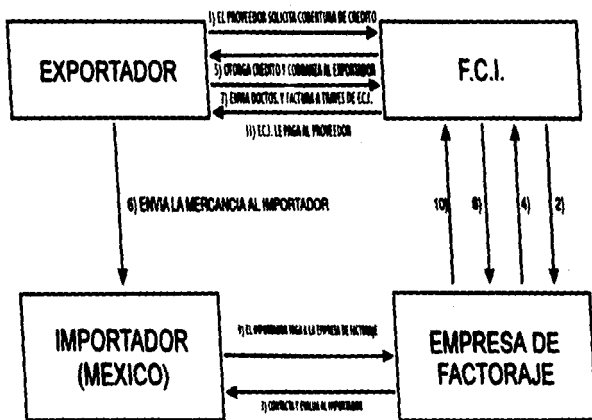 1) EL PROVEEDOR SOLICITA COBERTURA DE CREDITO
EXPORTADOR
F.C.I.
5) OTORGA CREDITO Y COBRANZA AL EXPORTADOR
7) ENVIA DOCTOS. Y FACTURA A TRAVES DE F.C.I.
11) F.C.I. LE PAGA AL PROVEEDOR
6) ENVIA LA MERCANCIA AL IMPORTADOR
10)
8)
4)
2)
IMPORTADOR
(MEXICO)
9) EL IMPORTADOR PAGA A LA EMPRESA DE FACTORAJE
EMPRESA DE
FACTORAJE
3) CONTACTA Y EVALUA AL IMPORTADOR